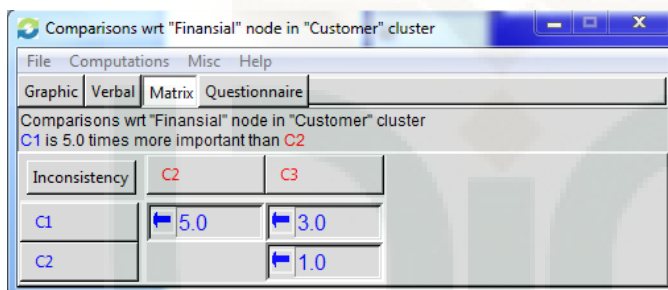 Comparisons wrt "Finansial" node in "Customer" cluster
File Computations Misc Help
Graphic Verbal Matrix Questionnaire
Comparisons wrt "Finansial" node in "Customer" cluster
C1 is 5.0 times more important than C2
Inconsistency C2 C3
C1 5.0 3.0
C2 1.0